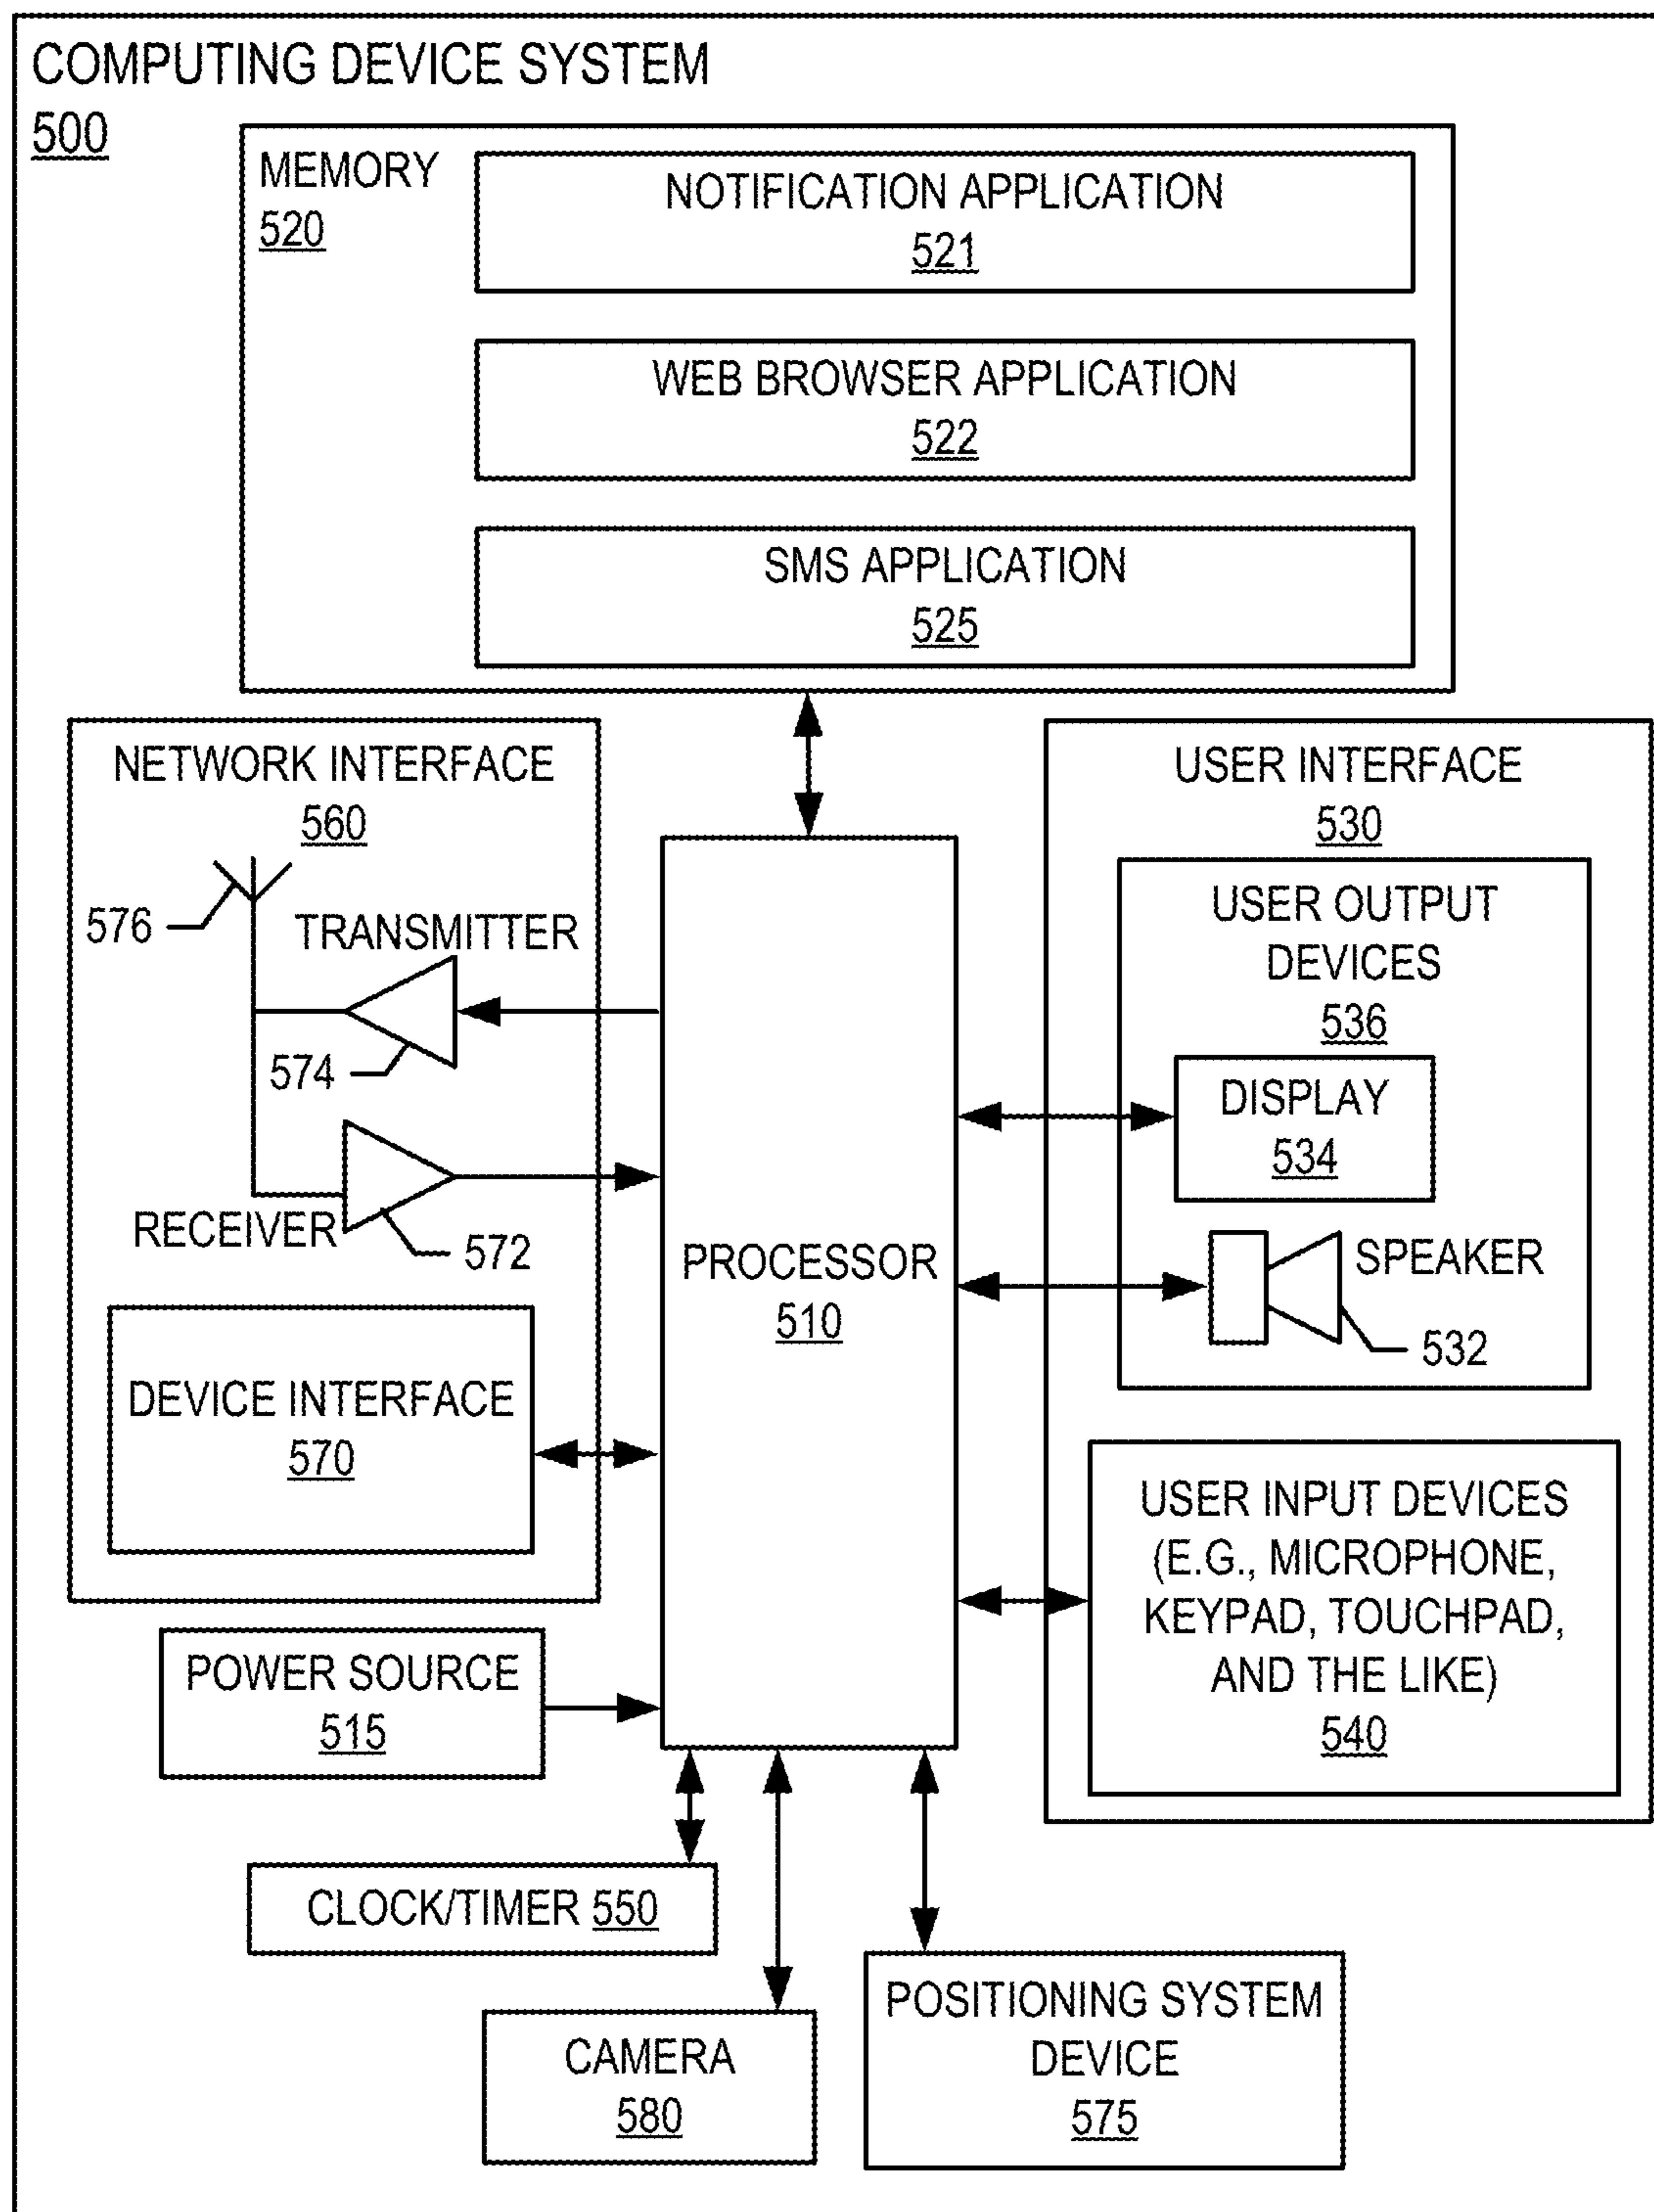 COMPUTING DEVICE SYSTEM
500
MEMORY
520
NOTIFICATION APPLICATION
521
WEB BROWSER APPLICATION
522
SMS APPLICATION
525
NETWORK INTERFACE
560
576
TRANSMITTER
574
RECEIVER
572
DEVICE INTERFACE
570
PROCESSOR
510
USER INTERFACE
530
USER OUTPUT
DEVICES
536
DISPLAY
534
SPEAKER
532
USER INPUT DEVICES
(E.G., MICROPHONE,
KEYPAD, TOUCHPAD,
AND THE LIKE)
540
POWER SOURCE
515
CLOCK/TIMER 550
CAMERA
580
POSITIONING SYSTEM
DEVICE
575